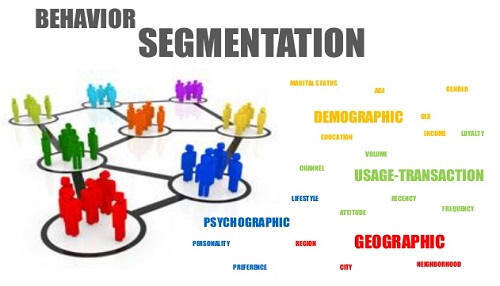 BEHAVIOR
SEGMENTATION
MARITAL STATUS
AGE
GENDER
DEMOGRAPHIC
SEX
EDUCATION
INCOME
LOYALTY
VOLUME
CHANNEL
USAGE-TRANSACTION
LIFESTYLE
RECENCY
ATTITUDE
FREQUENCY
PSYCHOGRAPHIC
PERSONALITY
REGION
GEOGRAPHIC
PREFERENCE
CITY
NEIGHBORHOOD